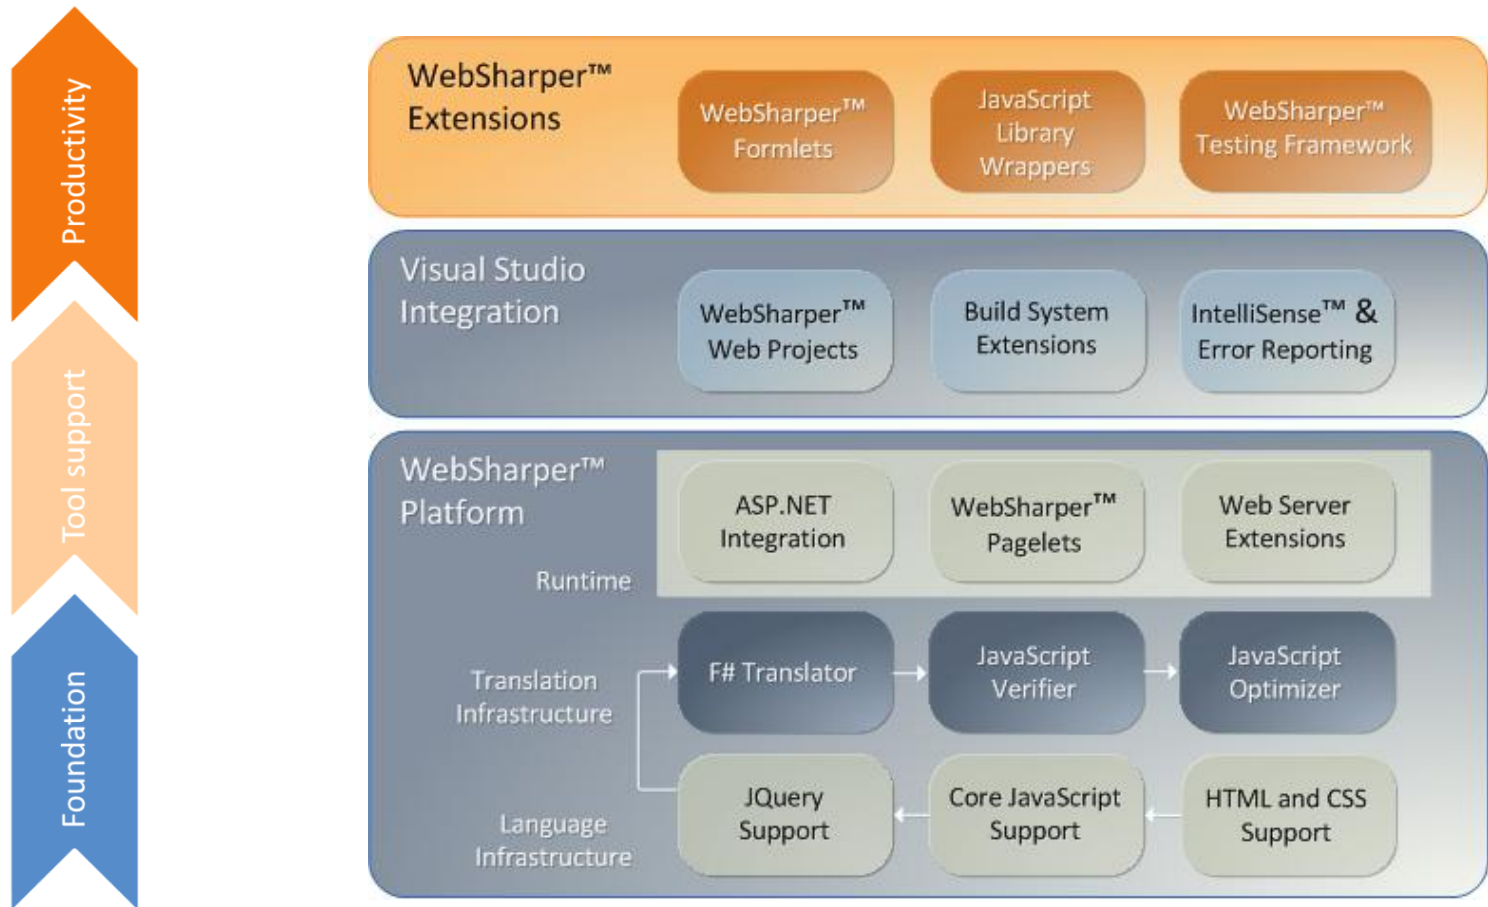 Productivity
Tool support
Foundation
WebSharper™
Extensions
WebSharper™
Formlets
JavaScript
Library
Wrappers
WebSharper™
Testing Framework
Visual Studio
Integration
WebSharper™
Web Projects
Build System
Extensions
IntelliSense™ &
Error Reporting
WebSharper™
Platform
ASP.NET
Integration
WebSharper™
Pagelets
Web Server
Extensions
Runtime
Translation
Infrastructure
F# Translator
JavaScript
Verifier
JavaScript
Optimizer
Language
Infrastructure
JQuery
Support
Core JavaScript
Support
HTML and CSS
Support